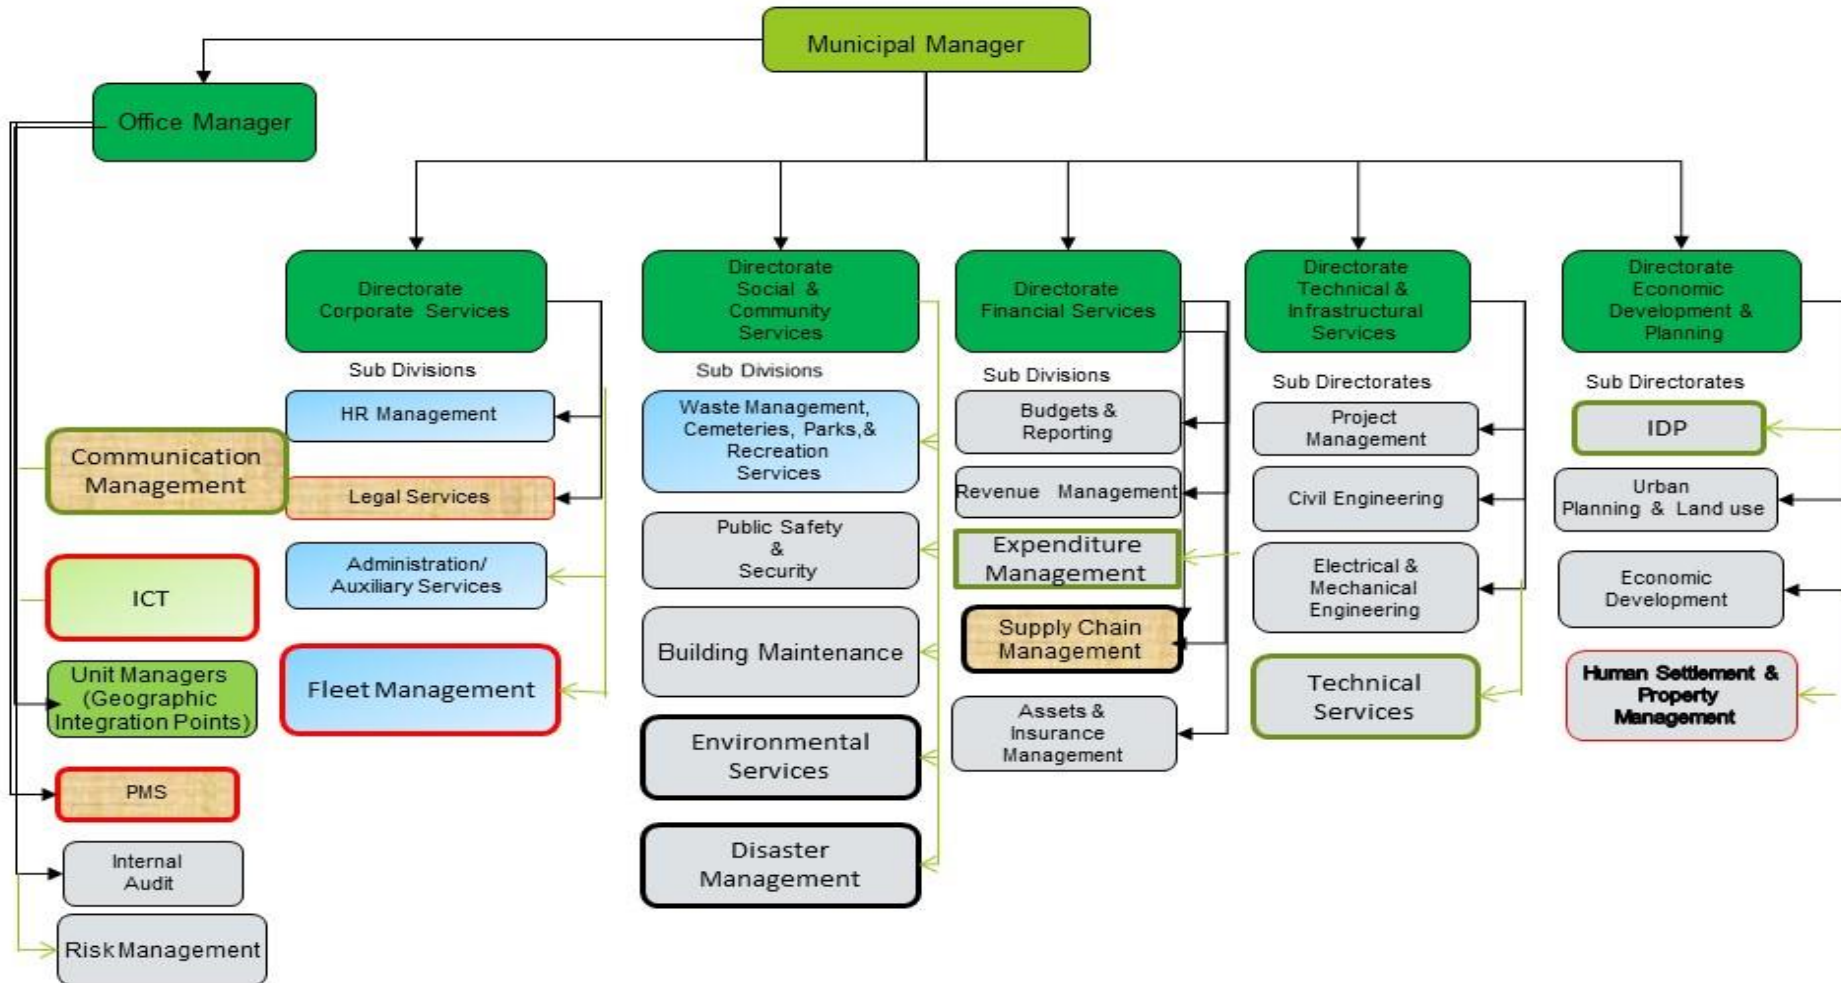 Municipal Manager
Office Manager
Communication
Management
ICT
Unit Managers
(Geographic
Integration Points)
PMS
Internal
Audit
Risk Management
Directorate
Corporate Services
Sub Divisions
HR Management
Legal Services
Administration/
Auxiliary Services
Fleet Management
Directorate
Social &
Community
Services
Sub Divisions
Waste Management,
Cemeteries, Parks,&
Recreation
Services
Public Safety
&
Security
Building Maintenance
Environmental
Services
Disaster
Management
Directorate
Financial Services
Sub Divisions
Budgets &
Reporting
Revenue Management
Expenditure
Management
Supply Chain
Management
Assets &
Insurance
Management
Directorate
Technical &
Infrastructural
Services
Sub Directorates
Project
Management
Civil Engineering
Electrical &
Mechanical
Engineering
Technical
Services
Directorate
Economic
Development &
Planning
Sub Directorates
IDP
Urban
Planning & Land use
Economic
Development
Human Settlement &
Property
Management